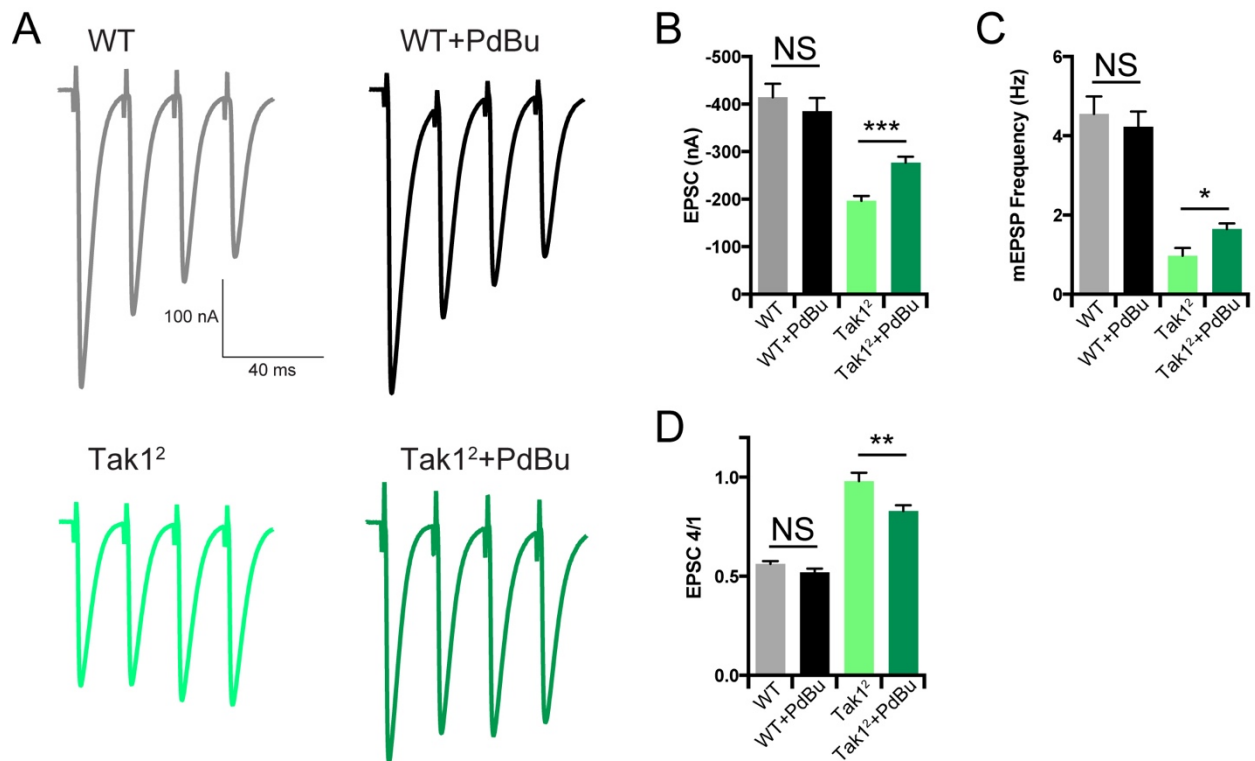 A
WT
WT+PdBu
100 nA
40 ms
Tak1²
Tak1²+PdBu
B
EPSC (nA)
-500
-400
-300
-200
-100
0
NS
***
WT
WT+PdBu
Tak1²
Tak1²+PdBu
C
mEPSP Frequency (Hz)
6
4
2
0
NS
*
WT
WT+PdBu
Tak1²
Tak1²+PdBu
D
EPSC 4/1
1.0
0.5
0.0
NS
**
WT
WT+PdBu
Tak1²
Tak1²+PdBu